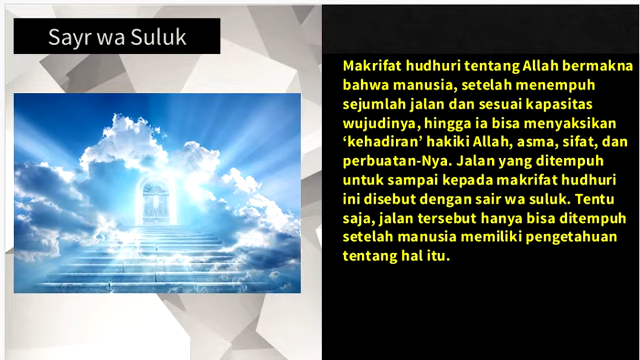 Sayr wa Suluk
Makrifat hudhuri tentang Allah bermakna
bahwa manusia, setelah menempuh
sejumlah jalan dan sesuai kapasitas
wujudinya, hingga ia bisa menyaksikan
‘kehadiran’ hakiki Allah, asma, sifat, dan
perbuatan-Nya. Jalan yang ditempuh
untuk sampai kepada makrifat hudhuri
ini disebut dengan sair wa suluk. Tentu
saja, jalan tersebut hanya bisa ditempuh
setelah manusia memiliki pengetahuan
tentang hal itu.